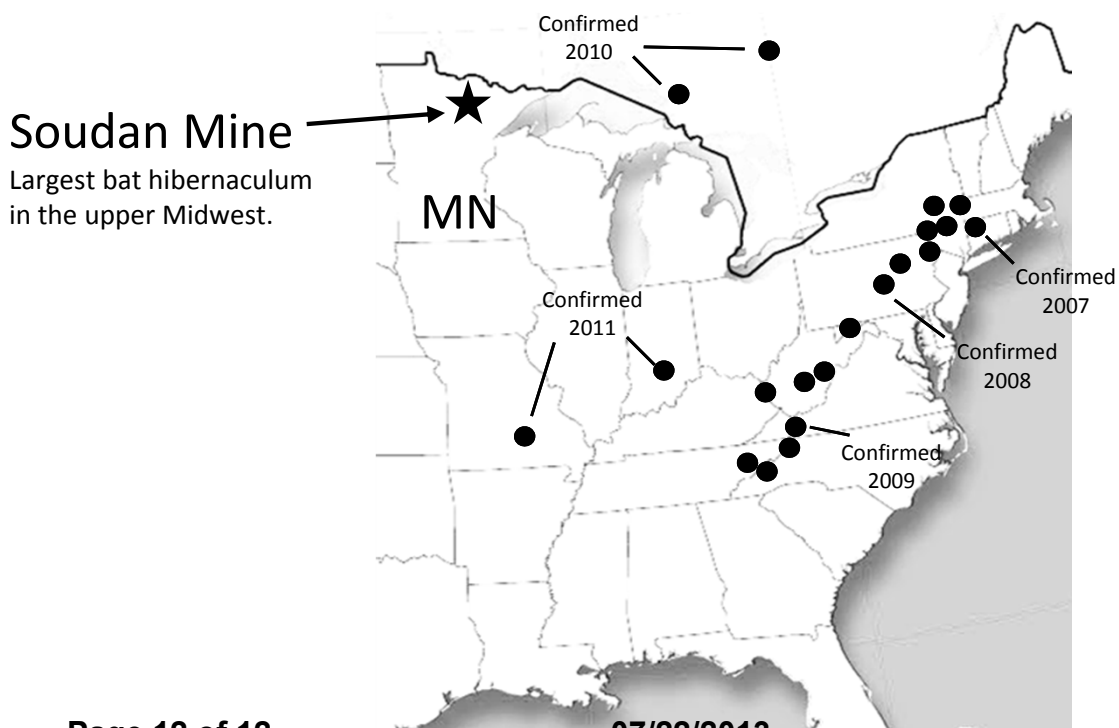 Confirmed
2010
Soudan Mine
Largest bat hibernaculum
in the upper Midwest.
MN
Confirmed
2007
Confirmed
2011
Confirmed
2008
Confirmed
2009